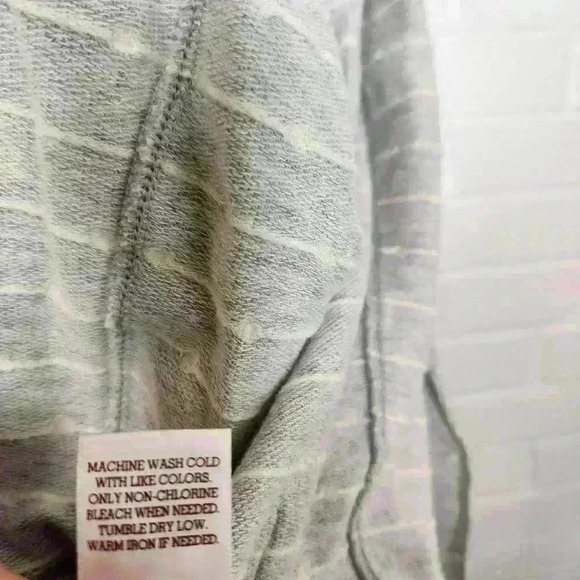 MACHINE WASH COLD
WITH LIKE COLORS.
ONLY NON-CHLORINE
BLEACH WHEN NEEDED.
TUMBLE DRY LOW.
WARM IRON IF NEEDED.